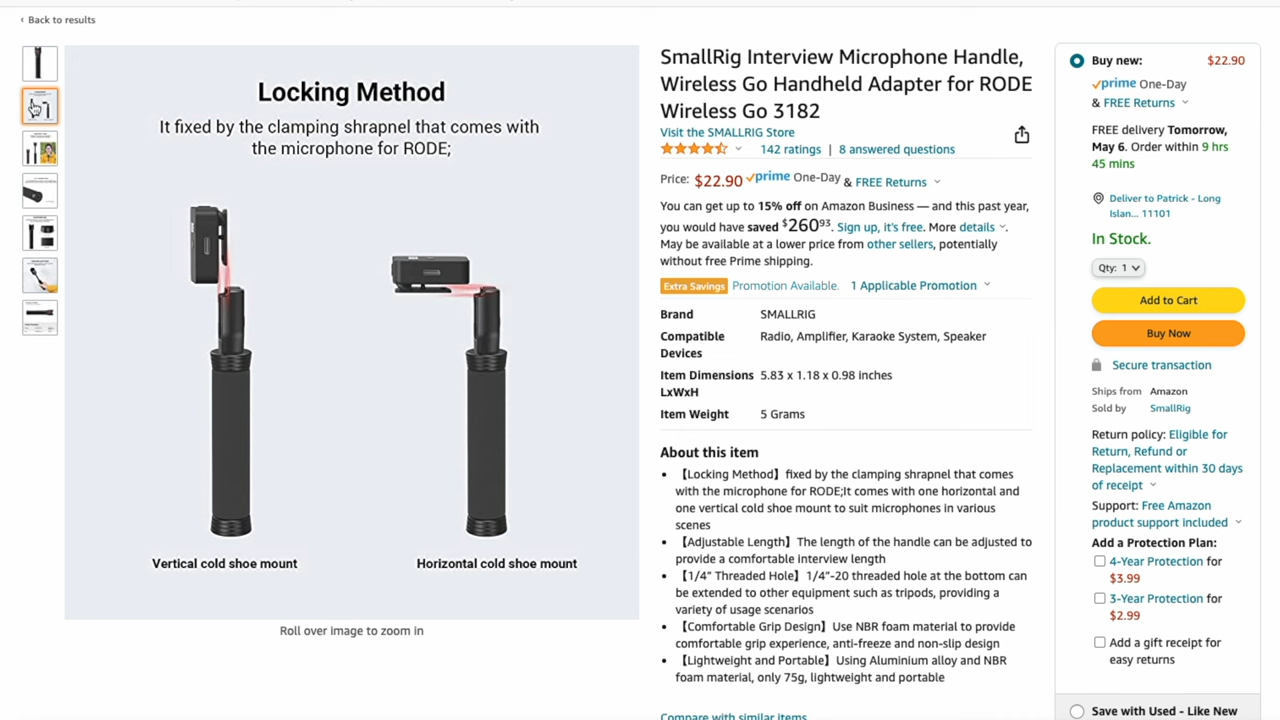 ‹ Back to results
Locking Method
It fixed by the clamping shrapnel that comes with
the microphone for RODE;
Vertical cold shoe mount
Horizontal cold shoe mount
Roll over image to zoom in
SmallRig Interview Microphone Handle,
Wireless Go Handheld Adapter for RODE
Wireless Go 3182
Visit the SMALLRIG Store
142 ratings | 8 answered questions
Price: $22.90 prime One-Day & FREE Returns
You can get up to 15% off on Amazon Business — and this past year,
you would have saved $260⁹³. Sign up, it's free. More details
May be available at a lower price from other sellers, potentially
without free Prime shipping.
Extra Savings Promotion Available. 1 Applicable Promotion
Brand SMALLRIG
Compatible Radio, Amplifier, Karaoke System, Speaker
Devices
Item Dimensions 5.83 x 1.18 x 0.98 inches
LxWxH
Item Weight 5 Grams
About this item
• 【Locking Method】fixed by the clamping shrapnel that comes
with the microphone for RODE;It comes with one horizontal and
one vertical cold shoe mount to suit microphones in various
scenes
• 【Adjustable Length】The length of the handle can be adjusted to
provide a comfortable interview length
• 【1/4" Threaded Hole】1/4"-20 threaded hole at the bottom can
be extended to other equipment such as tripods, providing a
variety of usage scenarios
• 【Comfortable Grip Design】Use NBR foam material to provide
comfortable grip experience, anti-freeze and non-slip design
• 【Lightweight and Portable】Using Aluminium alloy and NBR
foam material, only 75g, lightweight and portable
Compare with similar items
Buy new: $22.90
prime One-Day
& FREE Returns
FREE delivery Tomorrow,
May 6. Order within 9 hrs
45 mins
Deliver to Patrick - Long
Islan... 11101
In Stock.
Qty: 1
Add to Cart
Buy Now
Secure transaction
Ships from Amazon
Sold by SmallRig
Return policy: Eligible for
Return, Refund or
Replacement within 30 days
of receipt
Support: Free Amazon
product support included
Add a Protection Plan:
4-Year Protection for
$3.99
3-Year Protection for
$2.99
Add a gift receipt for
easy returns
Save with Used - Like New